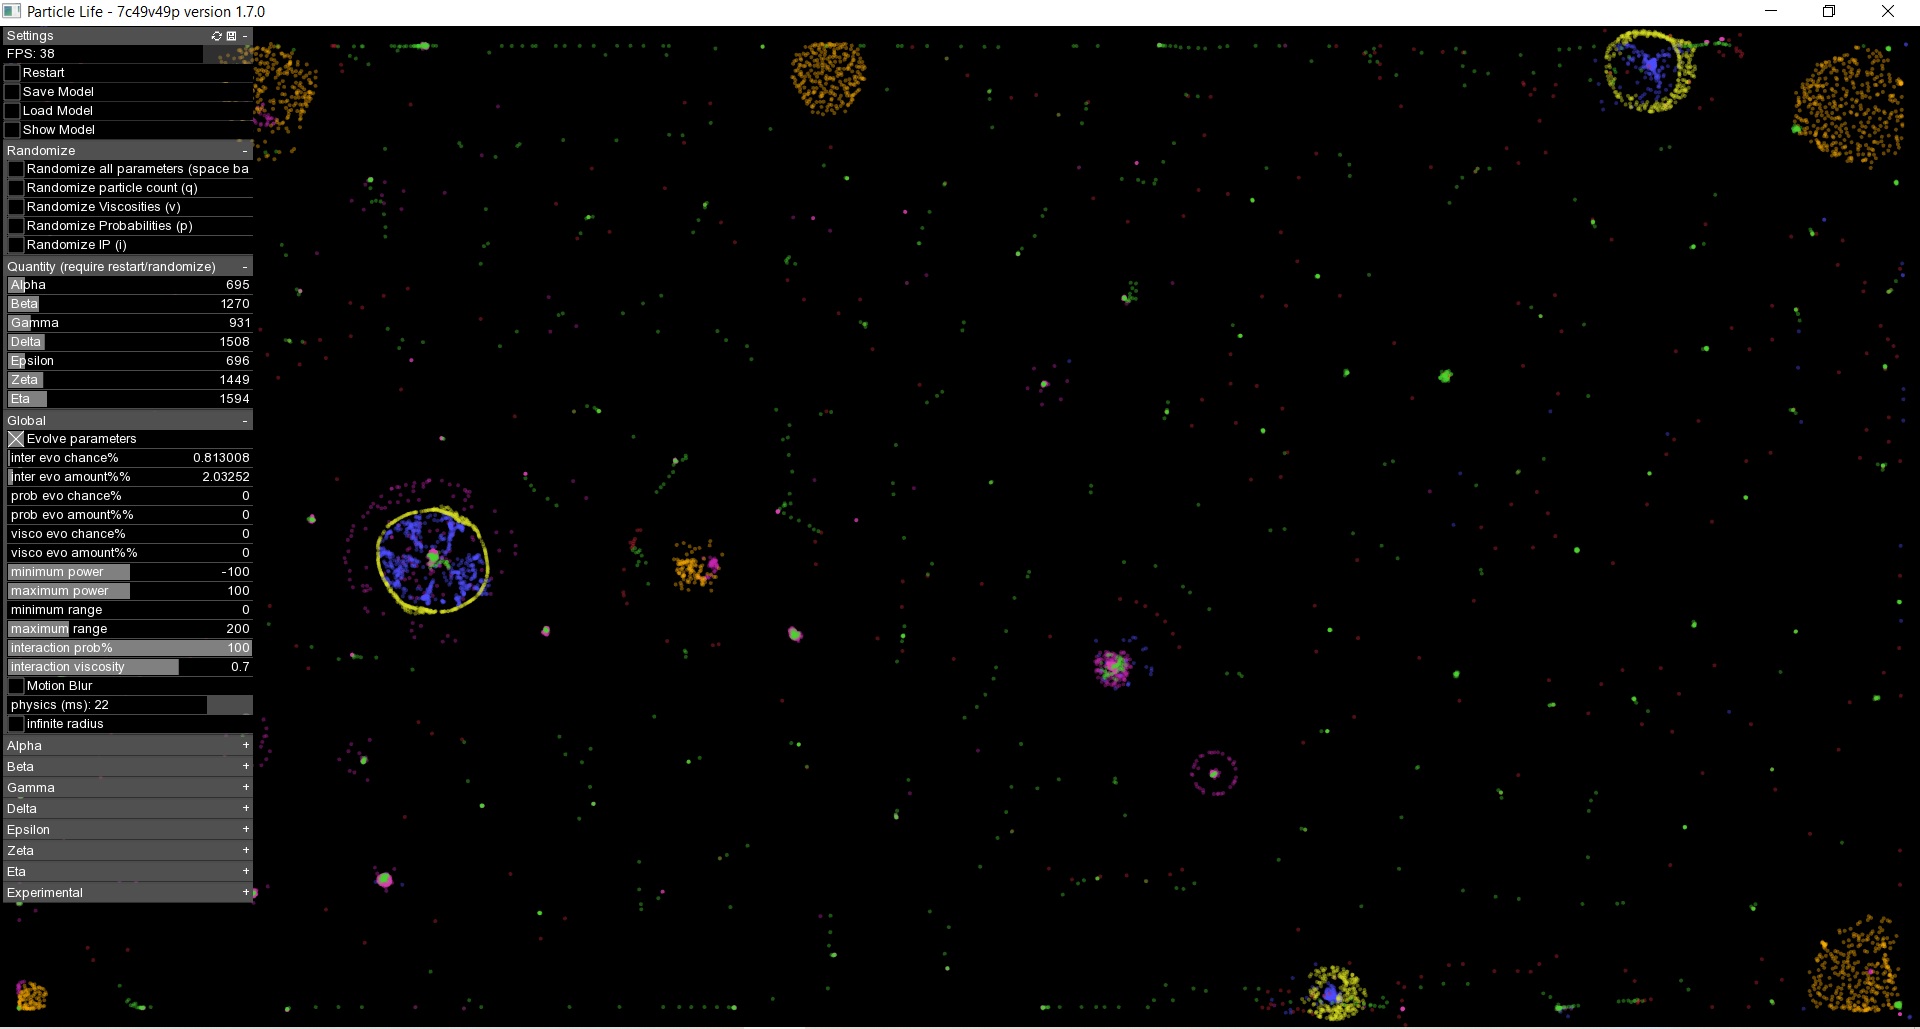 Particle Life - 7c49v49p version 1.7.0
Settings -
FPS: 38
Restart
Save Model
Load Model
Show Model
Randomize -
Randomize all parameters (space ba
Randomize particle count (q)
Randomize Viscosities (v)
Randomize Probabilities (p)
Randomize IP (i)
Quantity (require restart/randomize) -
Alpha 695
Beta 1270
Gamma 931
Delta 1508
Epsilon 696
Zeta 1449
Eta 1594
Global -
Evolve parameters
inter evo chance% 0.813008
inter evo amount%% 2.03252
prob evo chance% 0
prob evo amount%% 0
visco evo chance% 0
visco evo amount%% 0
minimum power -100
maximum power 100
minimum range 0
maximum range 200
interaction prob% 100
interaction viscosity 0.7
Motion Blur
physics (ms): 22
infinite radius
Alpha +
Beta +
Gamma +
Delta +
Epsilon +
Zeta +
Eta +
Experimental +